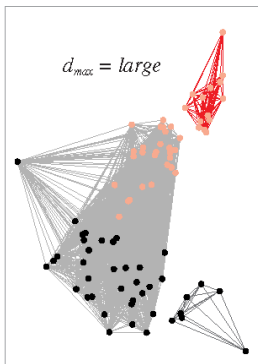 d_max = large